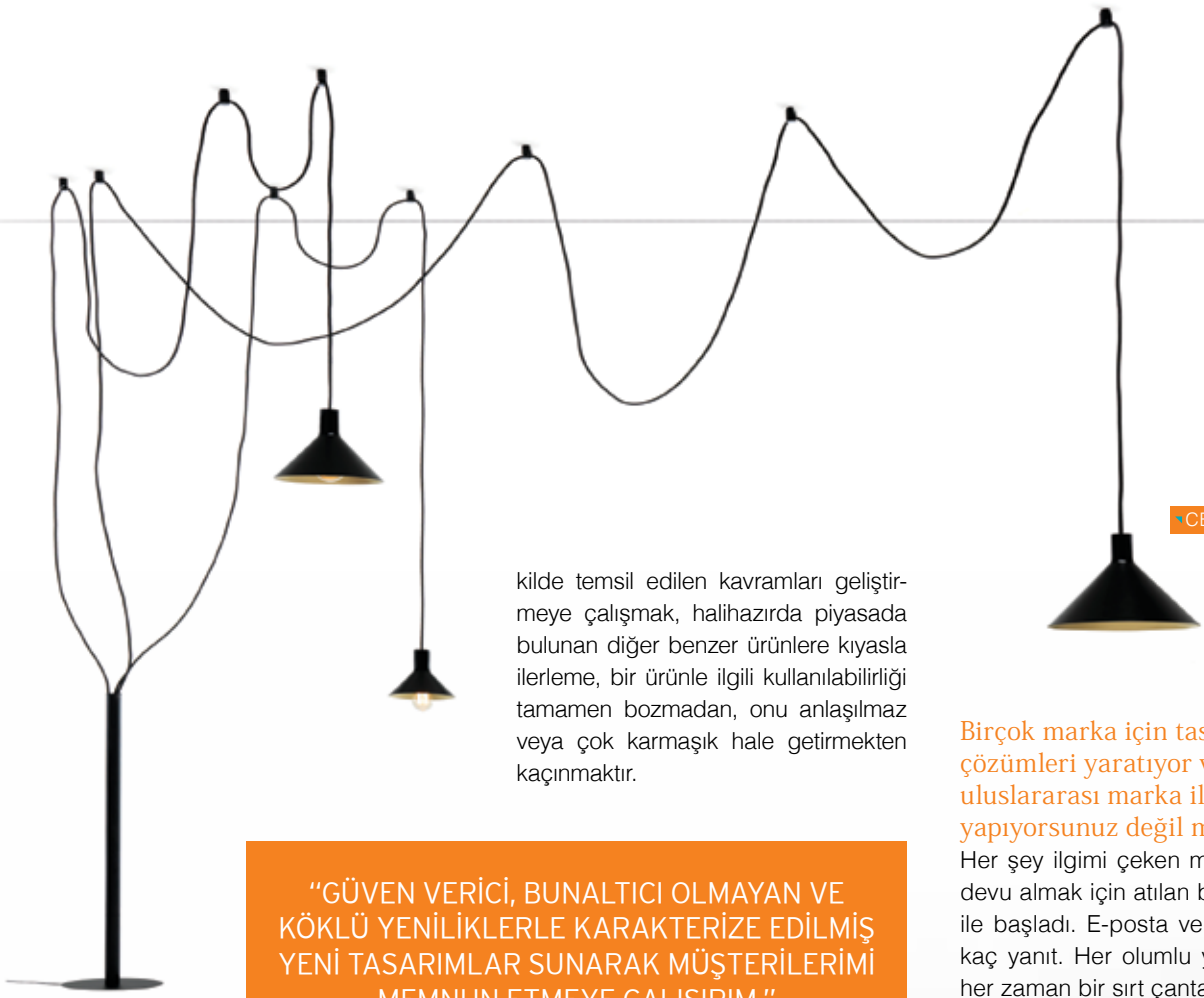 kilde temsil edilen kavramları geliştir-
meye çalışmak, halihazırda piyasada
bulunan diğer benzer ürünlere kıyasla
ilerleme, bir ürünle ilgili kullanılabilirliği
tamamen bozmadan, onu anlaşılmaz
veya çok karmaşık hale getirmekten
kaçınmaktır.
"GÜVEN VERİCİ, BUNALTICI OLMAYAN VE
KÖKLÜ YENİLİKLERLE KARAKTERİZE EDİLMİŞ
YENİ TASARIMLAR SUNARAK MÜŞTERİLERİMİ
MEMNUN ETMEYE ÇALIŞIRIM."
Birçok marka için
çözümleri yaratıyor
uluslararası marka
yapıyorsunuz değil
Her şey ilgimi çeken
devu almak için atılan
ile başladı. E-posta ve
kaç yanıt. Her olumlu
her zaman bir sırt